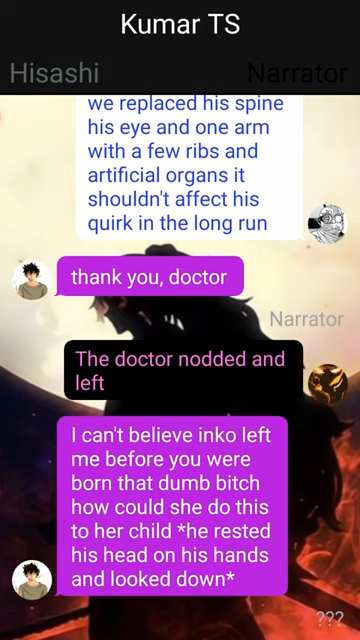 Kumar TS
Hisashi
Narrator
we replaced his spine
his eye and one arm
with a few ribs and
artificial organs it
shouldn't affect his
quirk in the long run
thank you, doctor
Narrator
The doctor nodded and
left
I can't believe inko left
me before you were
born that dumb bitch
how could she do this
to her child *he rested
his head on his hands
and looked down*
???